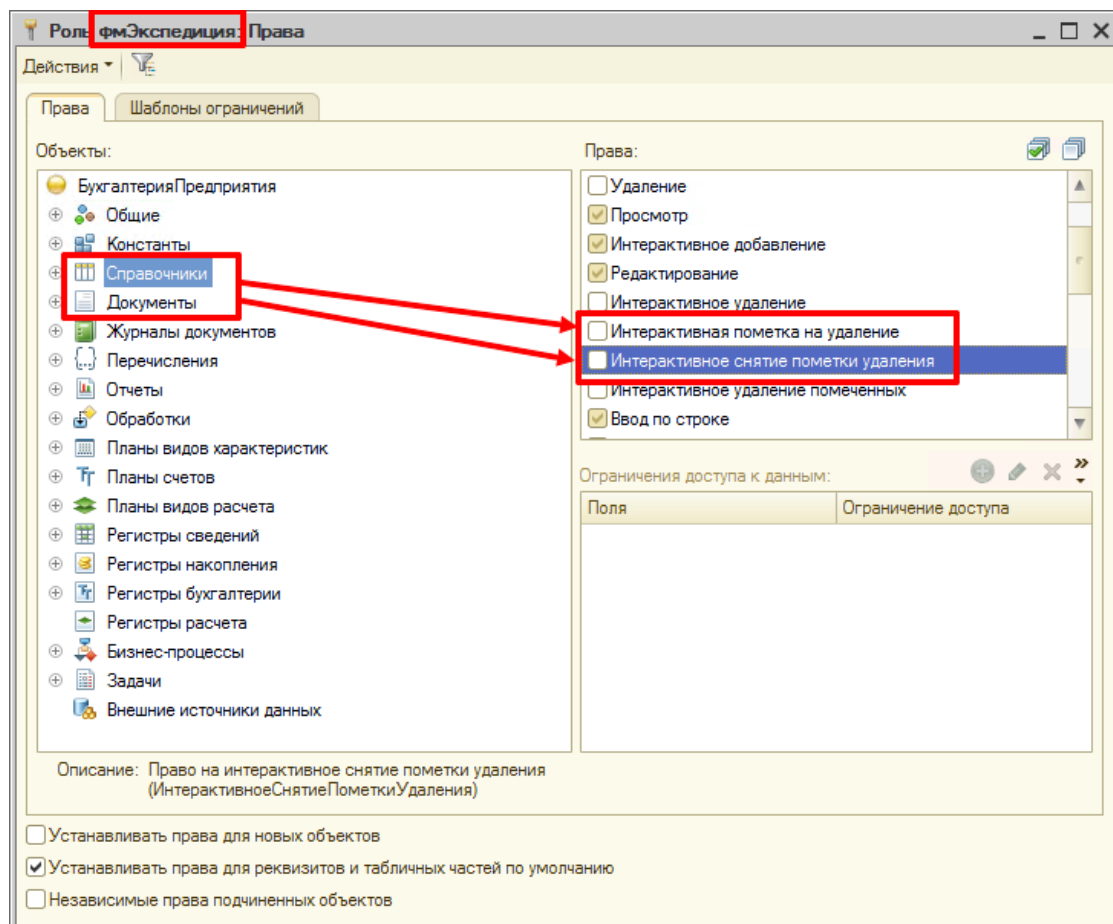 Роль фмЭкспедиция: Права
Действия
Права
Шаблоны ограничений
Объекты:
БухгалтерияПредприятия
Общие
Константы
Справочники
Документы
Журналы документов
Перечисления
Отчеты
Обработки
Планы видов характеристик
Планы счетов
Планы видов расчета
Регистры сведений
Регистры накопления
Регистры бухгалтерии
Регистры расчета
Бизнес-процессы
Задачи
Внешние источники данных
Права:
Удаление
Просмотр
Интерактивное добавление
Редактирование
Интерактивное удаление
Интерактивная пометка на удаление
Интерактивное снятие пометки удаления
Интерактивное удаление помеченных
Ввод по строке
Ограничения доступа к данным:
Поля
Ограничение доступа
Описание: Право на интерактивное снятие пометки удаления
(ИнтерактивноеСнятиеПометкиУдаления)
Устанавливать права для новых объектов
Устанавливать права для реквизитов и табличных частей по умолчанию
Независимые права подчиненных объектов